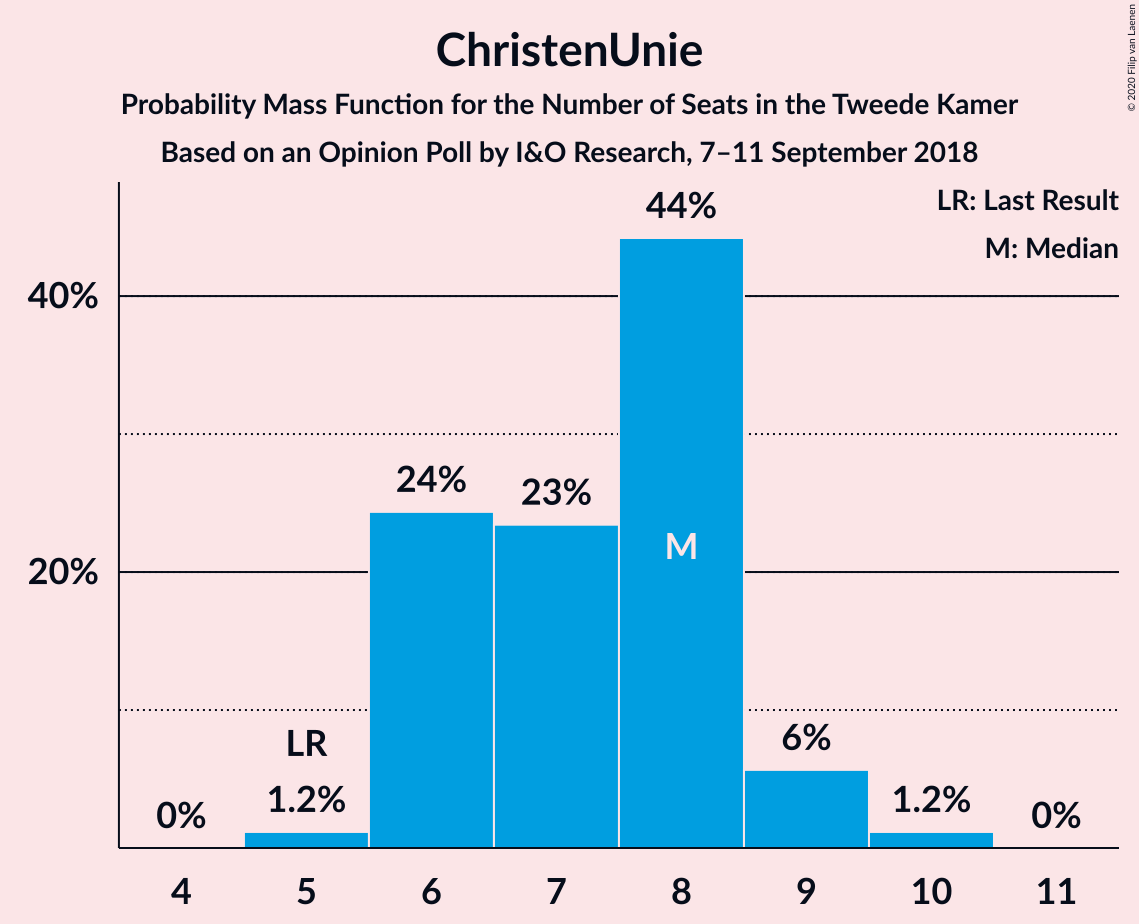 ChristenUnie
Probability Mass Function for the Number of Seats in the Tweede Kamer
Based on an Opinion Poll by I&O Research, 7–11 September 2018
© 2020 Filip van Laenen
LR: Last Result
M: Median
44%
40%
24%
23%
M
20%
LR
6%
0%
1.2%
1.2%
0%
4
5
6
7
8
9
10
11